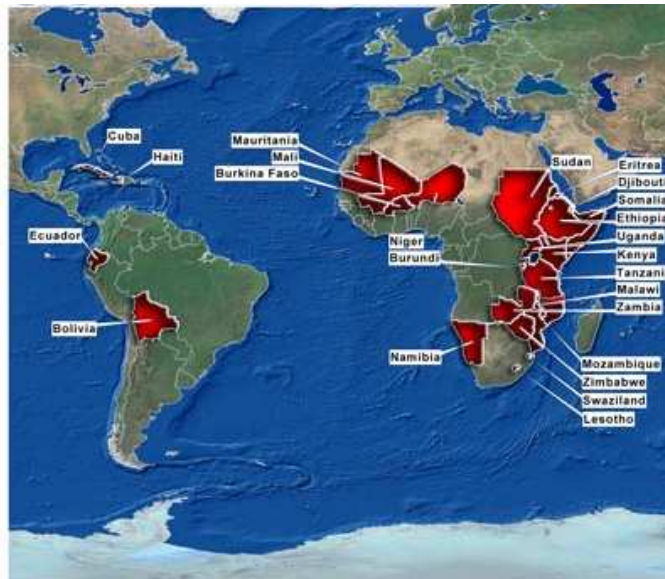 Cuba
Haiti
Ecuador
Bolivia
Mauritania
Mali
Burkina Faso
Niger
Burundi
Namibia
Sudan
Eritrea
Djibouti
Somalia
Ethiopia
Uganda
Kenya
Tanzani
Malawi
Zambia
Mozambique
Zimbabwe
Swaziland
Lesotho